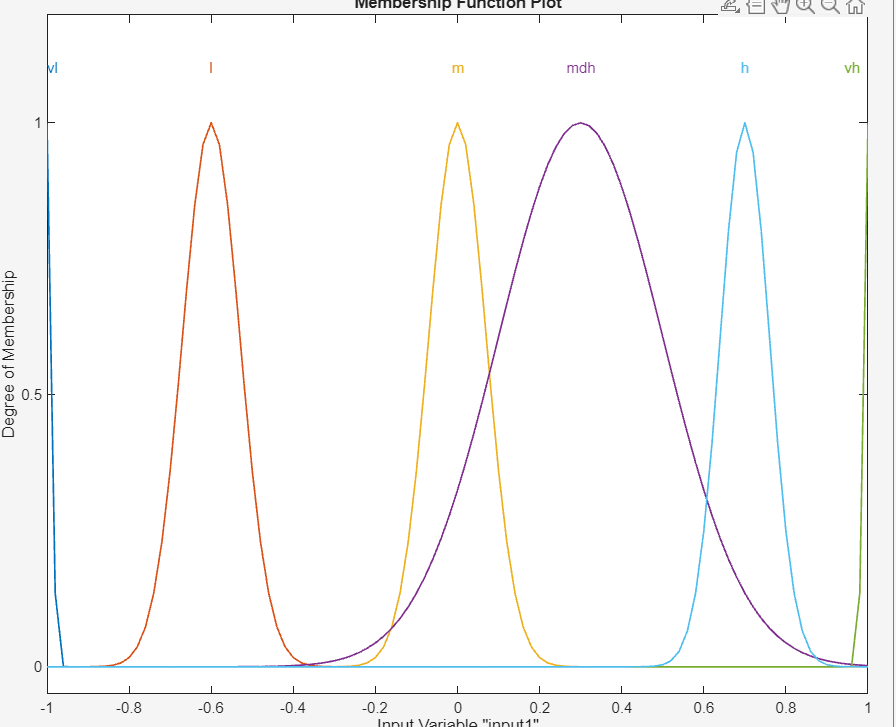 Membership Function Plot
vl l m mdh h vh
1
0.5
0
Degree of Membership
-1 -0.8 -0.6 -0.4 -0.2 0 0.2 0.4 0.6 0.8 1
Input Variable "input1"